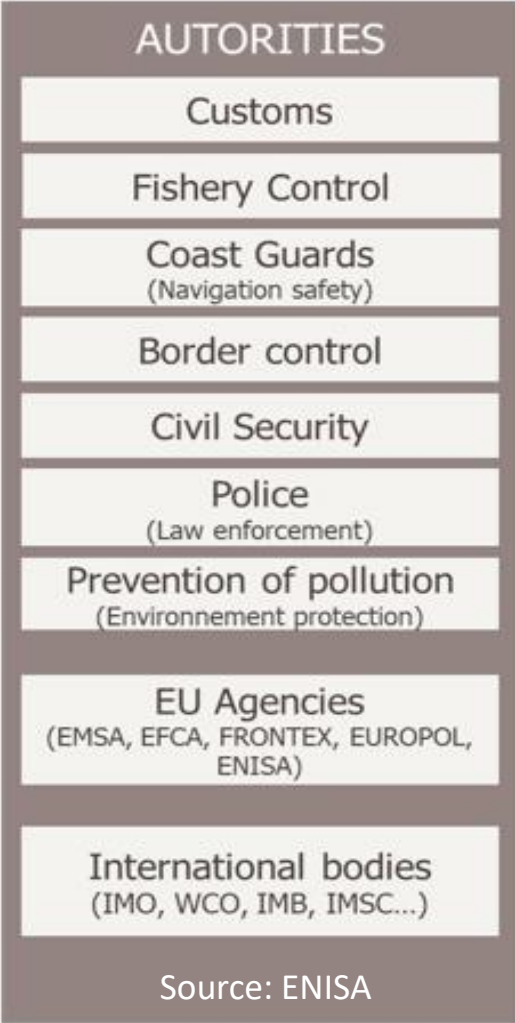 AUTORITIES
Customs
Fishery Control
Coast Guards
(Navigation safety)
Border control
Civil Security
Police
(Law enforcement)
Prevention of pollution
(Environnement protection)
EU Agencies
(EMSA, EFCA, FRONTEX, EUROPOL,
ENISA)
International bodies
(IMO, WCO, IMB, IMSC...)
Source: ENISA